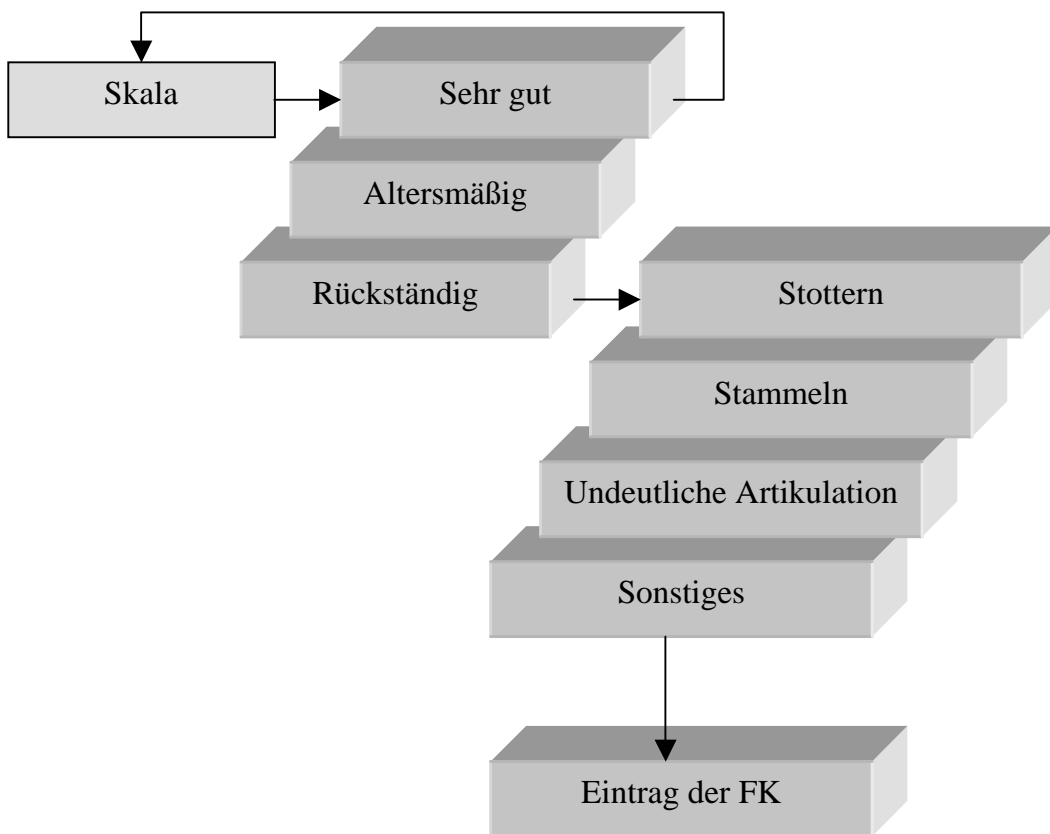 Skala
Sehr gut
Altersmäßig
Rückständig
Stottern
Stammeln
Undeutliche Artikulation
Sonstiges
Eintrag der FK